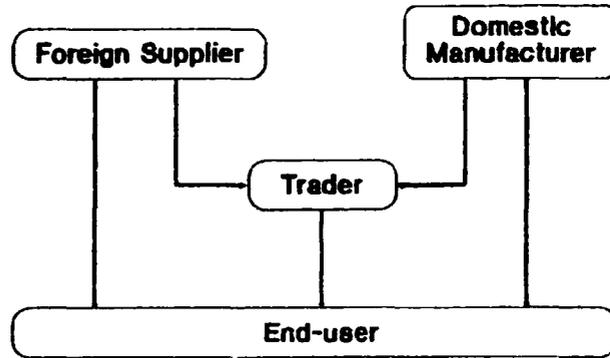 Foreign Supplier
Domestic
Manufacturer
Trader
End-user